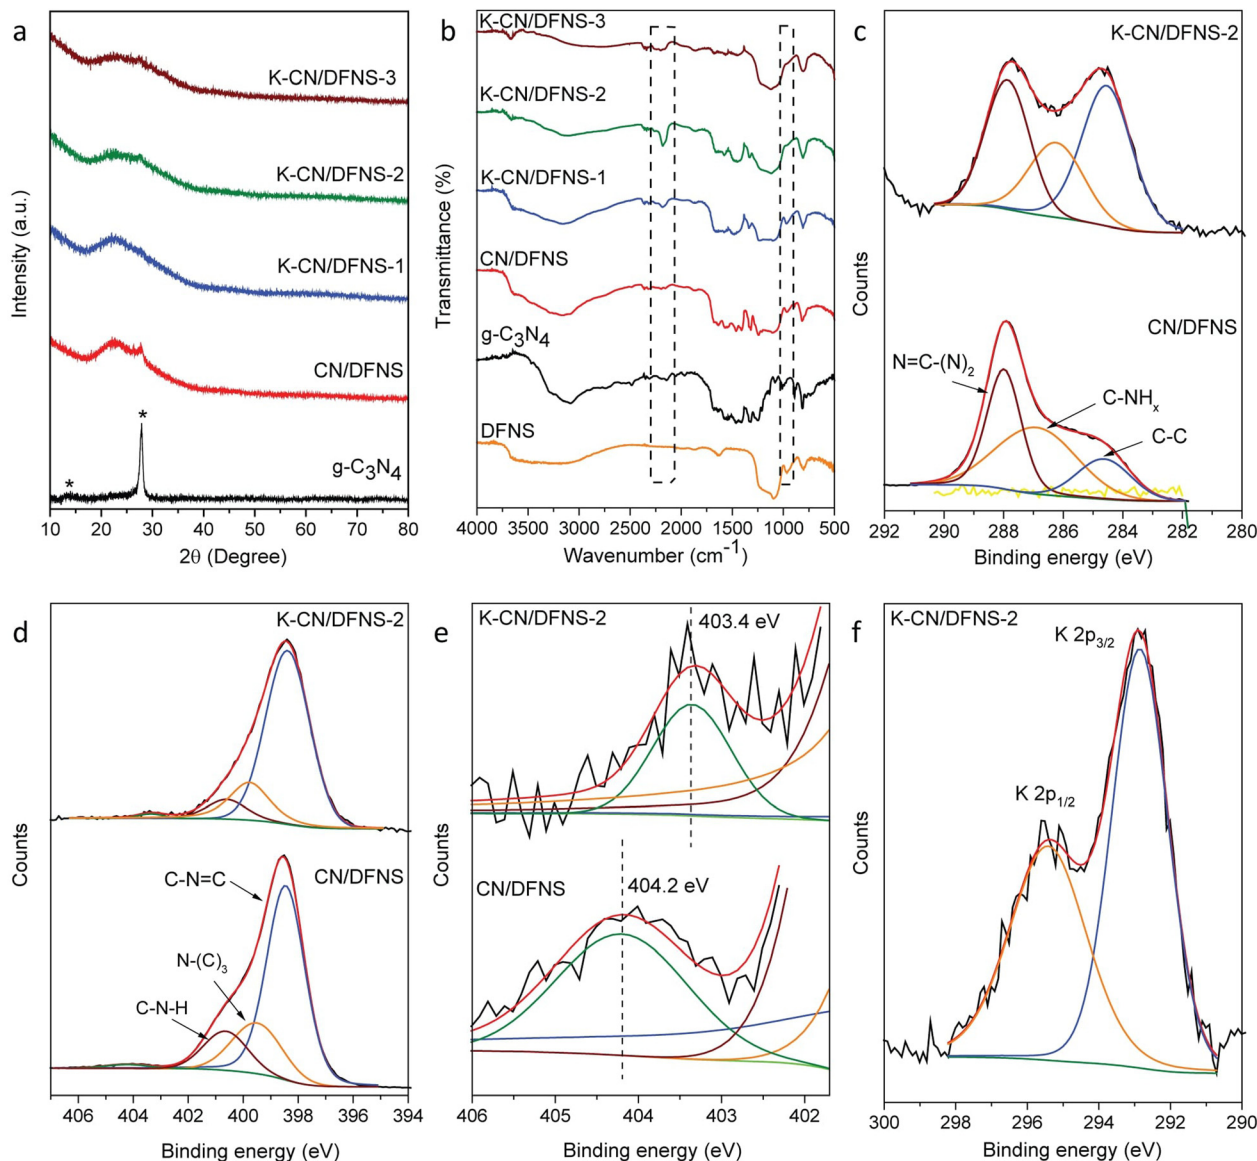 a
K-CN/DFNS-3
K-CN/DFNS-2
K-CN/DFNS-1
CN/DFNS
*
*
g-C₃N₄
Intensity (a.u.)
10 20 30 40 50 60 70 80
2θ (Degree)
b
K-CN/DFNS-3
K-CN/DFNS-2
K-CN/DFNS-1
CN/DFNS
g-C₃N₄
DFNS
Transmittance (%)
4000 3500 3000 2500 2000 1500 1000 500
Wavenumber (cm⁻¹)
c
K-CN/DFNS-2
CN/DFNS
N=C-(N)₂
C-NHₓ
C-C
Counts
292 290 288 286 284 282 280
Binding energy (eV)
d
K-CN/DFNS-2
CN/DFNS
C-N=C
N-(C)₃
C-N-H
Counts
406 404 402 400 398 396 394
Binding energy (eV)
e
K-CN/DFNS-2
403.4 eV
CN/DFNS
404.2 eV
Counts
406 405 404 403 402
Binding energy (eV)
f
K-CN/DFNS-2
K 2p₃/₂
K 2p₁/₂
Counts
300 298 296 294 292 290
Binding energy (eV)